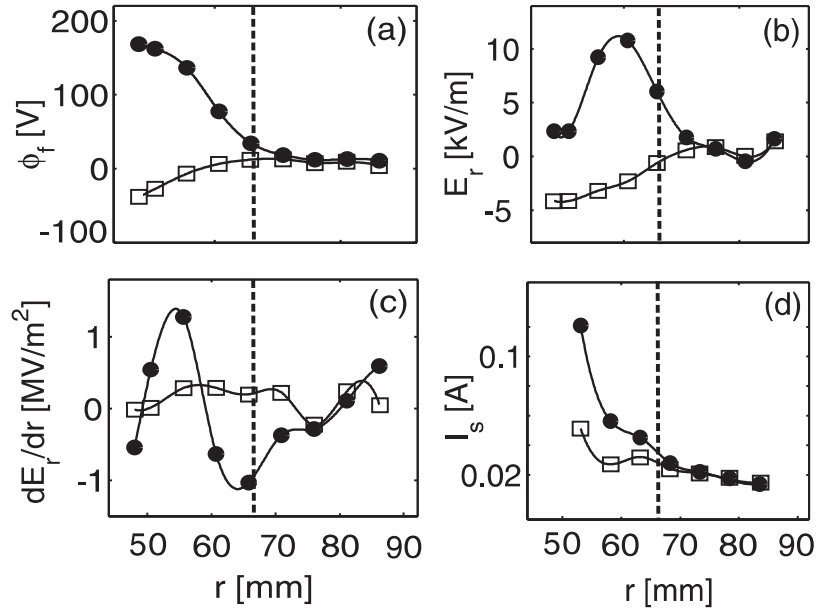 (a)
200
100
0
-100
ϕf [V]
(b)
10
5
0
-5
Er [kV/m]
(c)
1
0
-1
dEr/dr [MV/m²]
50 60 70 80 90
r [mm]
(d)
0.1
0.02
Is [A]
50 60 70 80 90
r [mm]